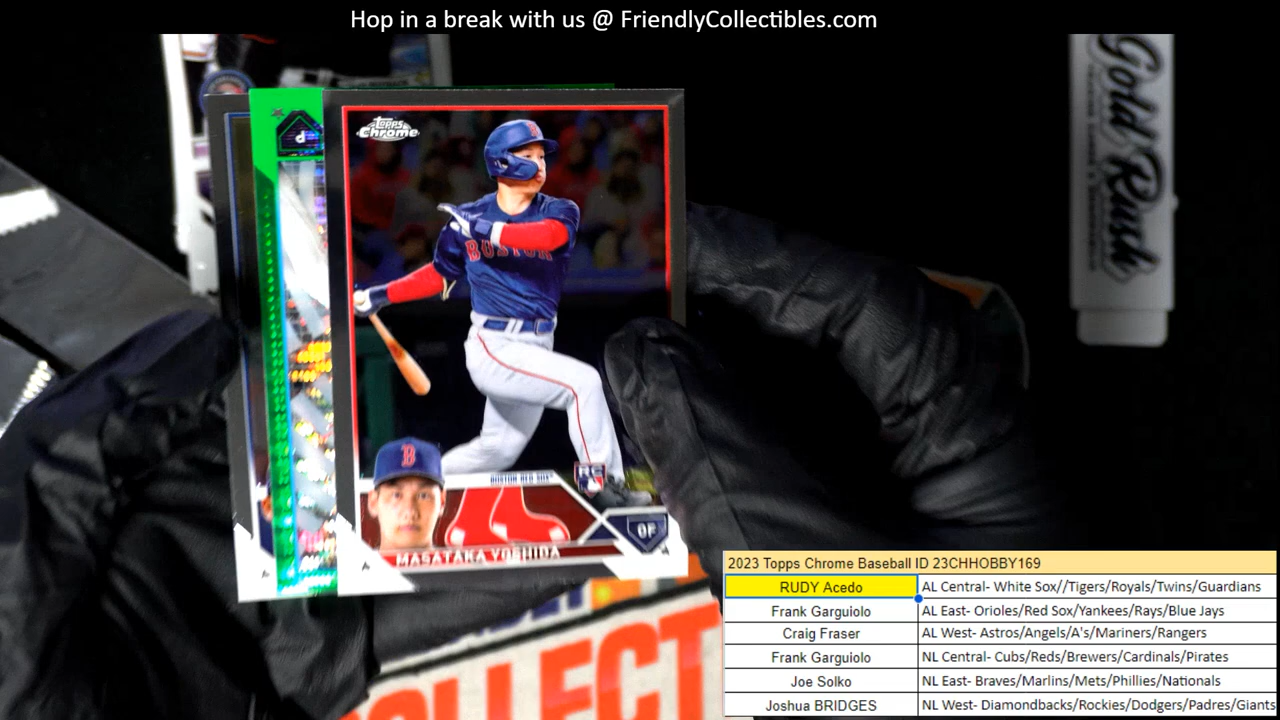 Hop in a break with us @ FriendlyCollectibles.com
Gold Rush
Topps
Chrome
P
B
BOSTON
B
RC
BOSTON RED SOX
OF
MASATAKA YOSHIDA
COLLECT
2023 Topps Chrome Baseball ID 23CHHOBBY169
RUDY Acedo AL Central- White Sox//Tigers/Royals/Twins/Guardians
Frank Garguiolo AL East- Orioles/Red Sox/Yankees/Rays/Blue Jays
Craig Fraser AL West- Astros/Angels/A's/Mariners/Rangers
Frank Garguiolo NL Central- Cubs/Reds/Brewers/Cardinals/Pirates
Joe Solko NL East- Braves/Marlins/Mets/Phillies/Nationals
Joshua BRIDGES NL West- Diamondbacks/Rockies/Dodgers/Padres/Giants